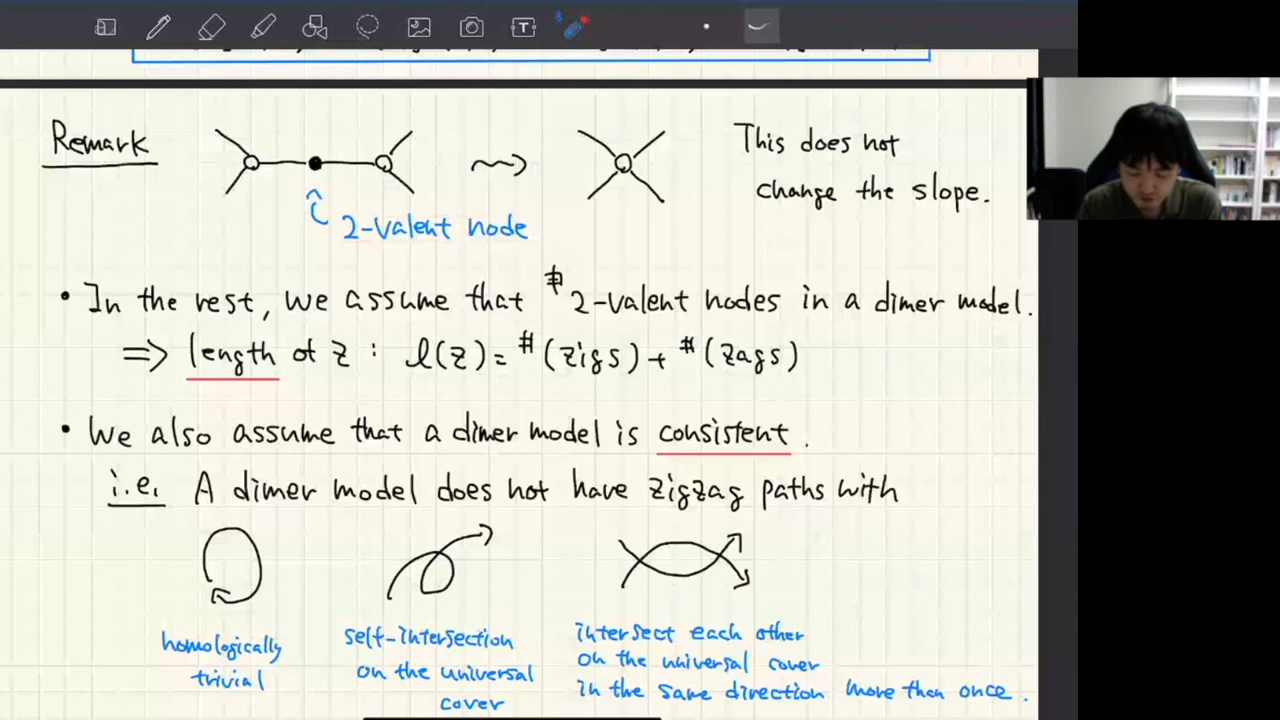 Remark
This does not
change the slope.
2-valent node
• In the rest, we assume that ∄ 2-valent nodes in a dimer model.
⟹ length of z : ℓ(z) = #(zigs) + #(zags)
• We also assume that a dimer model is consistent.
i.e. A dimer model does not have zigzag paths with
homologically
trivial
self-intersection
on the universal
cover
intersect each other
on the universal cover
in the same direction more than once.